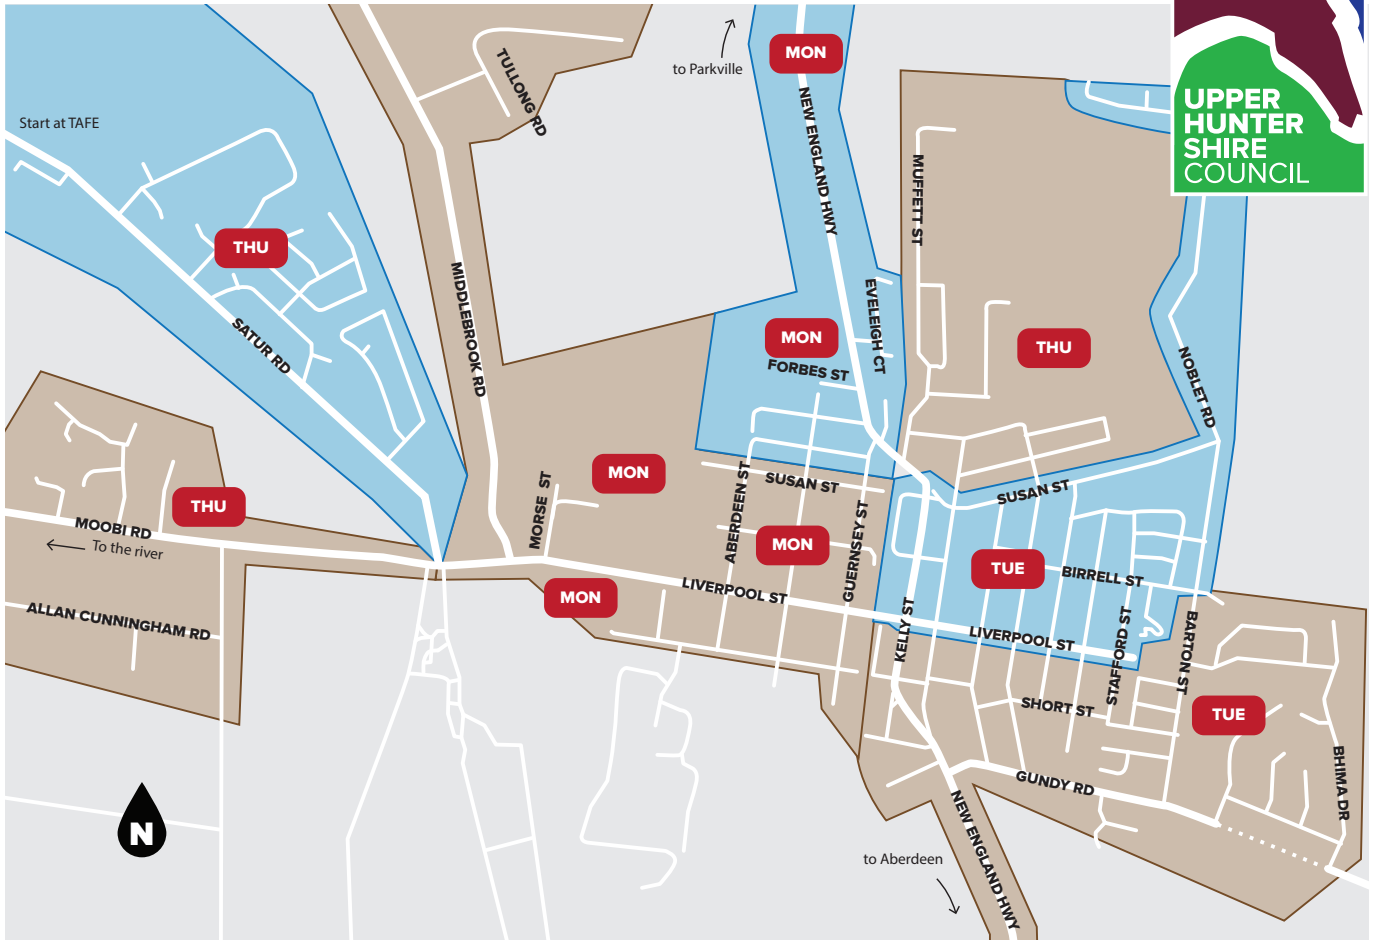 to Parkville
MON
UPPER
HUNTER
SHIRE
COUNCIL
Start at TAFE
TULLONG RD
NEW ENGLAND HWY
MUFFETT ST
THU
MIDDLEBROOK RD
EVELEIGH CT
SATUR RD
MON
FORBES ST
THU
NOBLET RD
MON
SUSAN ST
SUSAN ST
ABERDEEN ST
MORSE ST
GUERNSEY ST
THU
MOOBI RD
To the river
MON
TUE
BIRRELL ST
MON
LIVERPOOL ST
LIVERPOOL ST
KELLY ST
STAFFORD ST
BARTON ST
ALLAN CUNNINGHAM RD
SHORT ST
TUE
BHIMA DR
GUNDY RD
NEW ENGLAND HWY
N
to Aberdeen